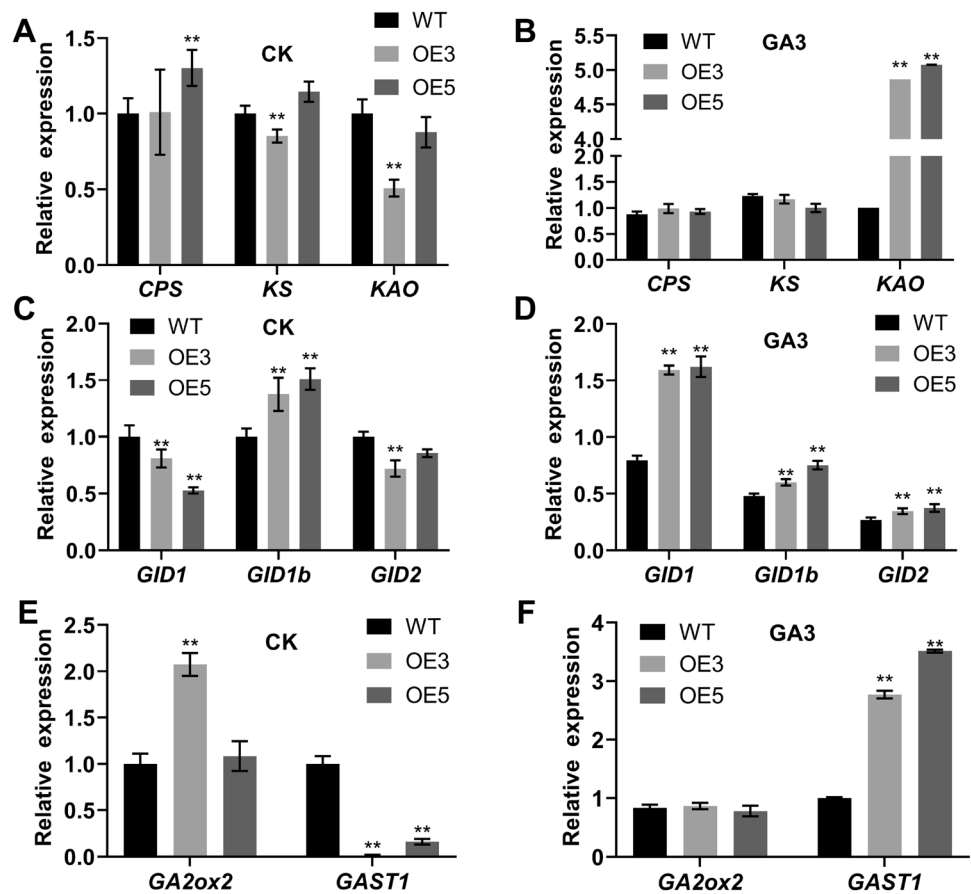 A
CK
WT
OE3
OE5
Relative expression
1.5
1.0
0.5
0.0
**
**
**
CPS KS KAO
B
GA3
WT
OE3
OE5
Relative expression
5.5
5.0
4.5
4.0
2.0
1.5
1.0
0.5
0.0
** **
CPS KS KAO
C
CK
WT
OE3
OE5
Relative expression
2.0
1.5
1.0
0.5
0.0
** **
** **
**
GID1 GID1b GID2
D
GA3
WT
OE3
OE5
Relative expression
2.0
1.5
1.0
0.5
0.0
** **
** **
** **
GID1 GID1b GID2
E
CK
WT
OE3
OE5
Relative expression
2.5
2.0
1.5
1.0
0.5
0.0
**
** **
GA2ox2 GAST1
F
GA3
WT
OE3
OE5
Relative expression
4
3
2
1
0
** **
GA2ox2 GAST1